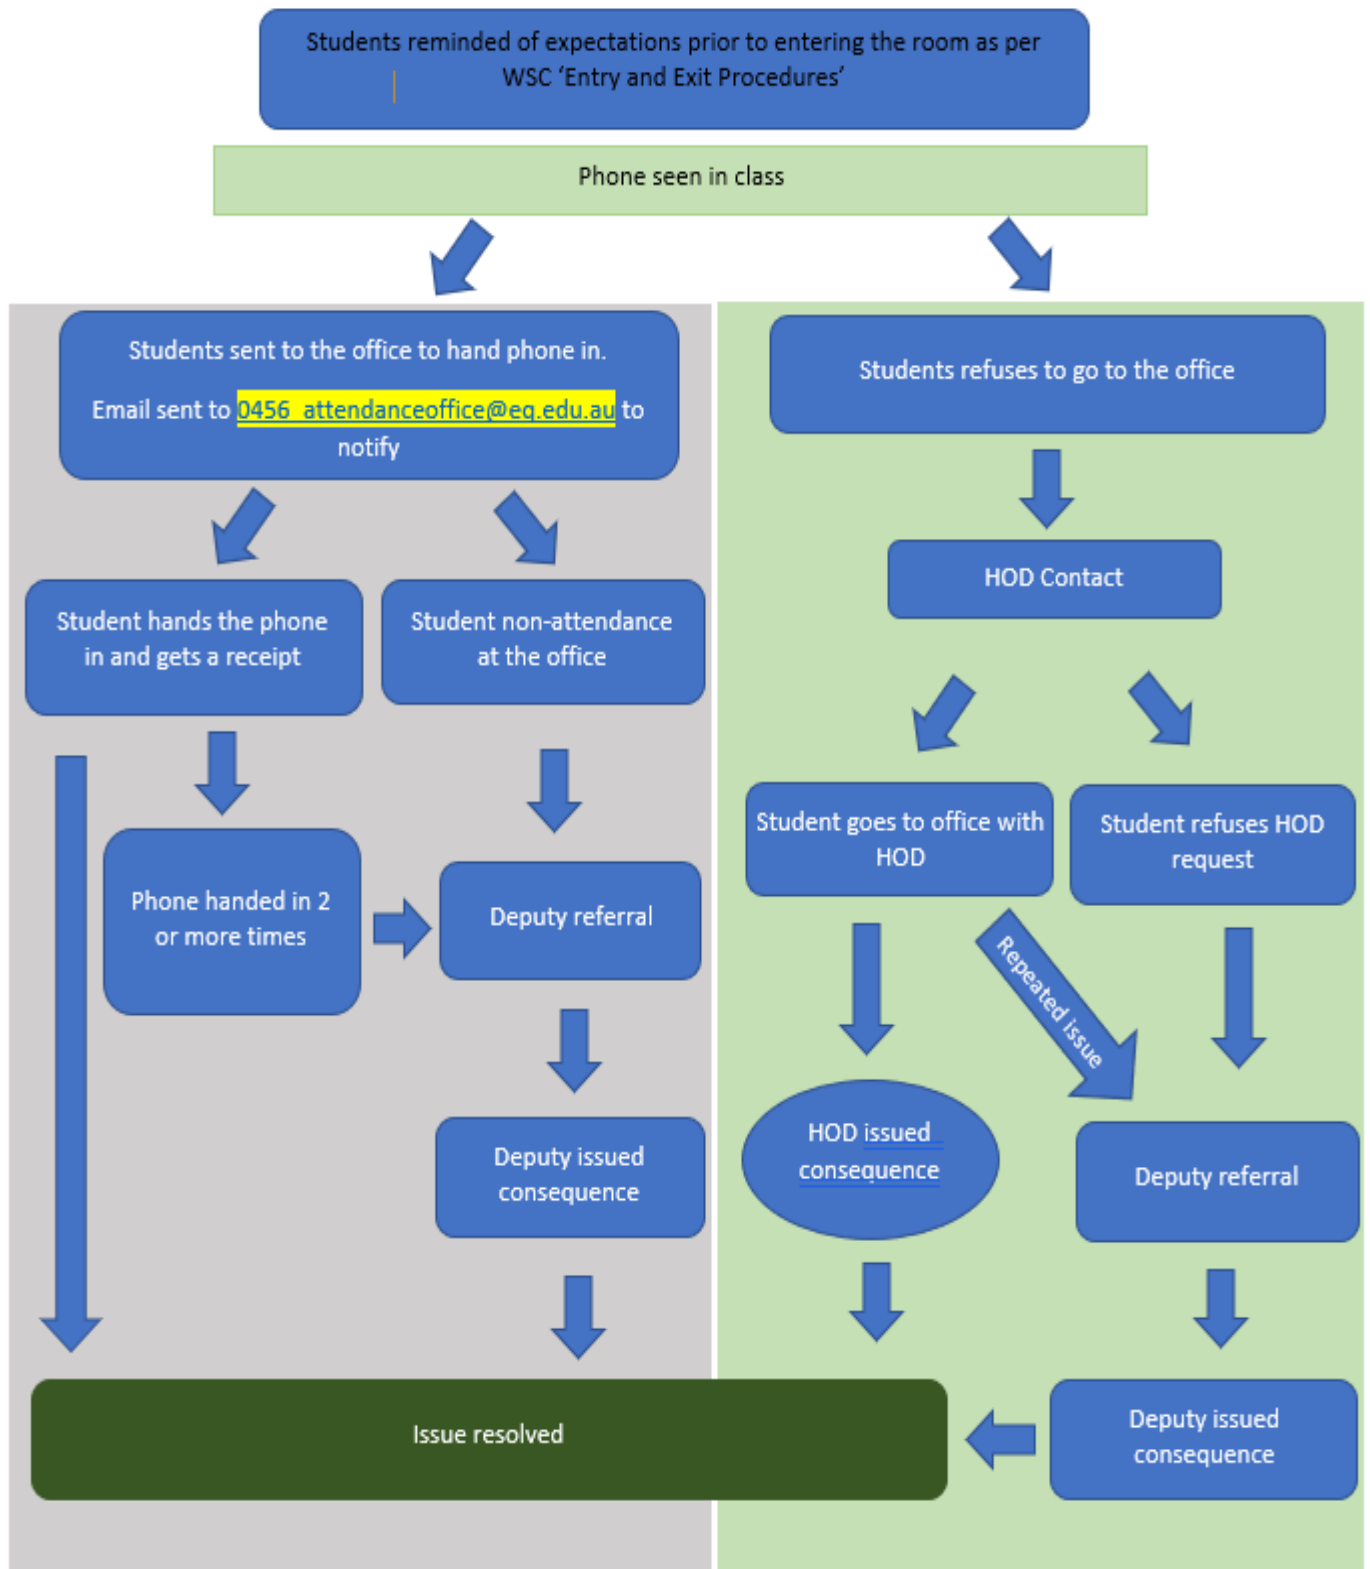 Students reminded of expectations prior to entering the room as per
WSC ‘Entry and Exit Procedures’
Phone seen in class
Students sent to the office to hand phone in.
Email sent to 0456_attendanceoffice@eq.edu.au to
notify
Students refuses to go to the office
HOD Contact
Student hands the phone
in and gets a receipt
Student non-attendance
at the office
Student goes to office with
HOD
Student refuses HOD
request
Phone handed in 2
or more times
Deputy referral
Repeated issue
Deputy issued
consequence
HOD issued
consequence
Deputy referral
Issue resolved
Deputy issued
consequence